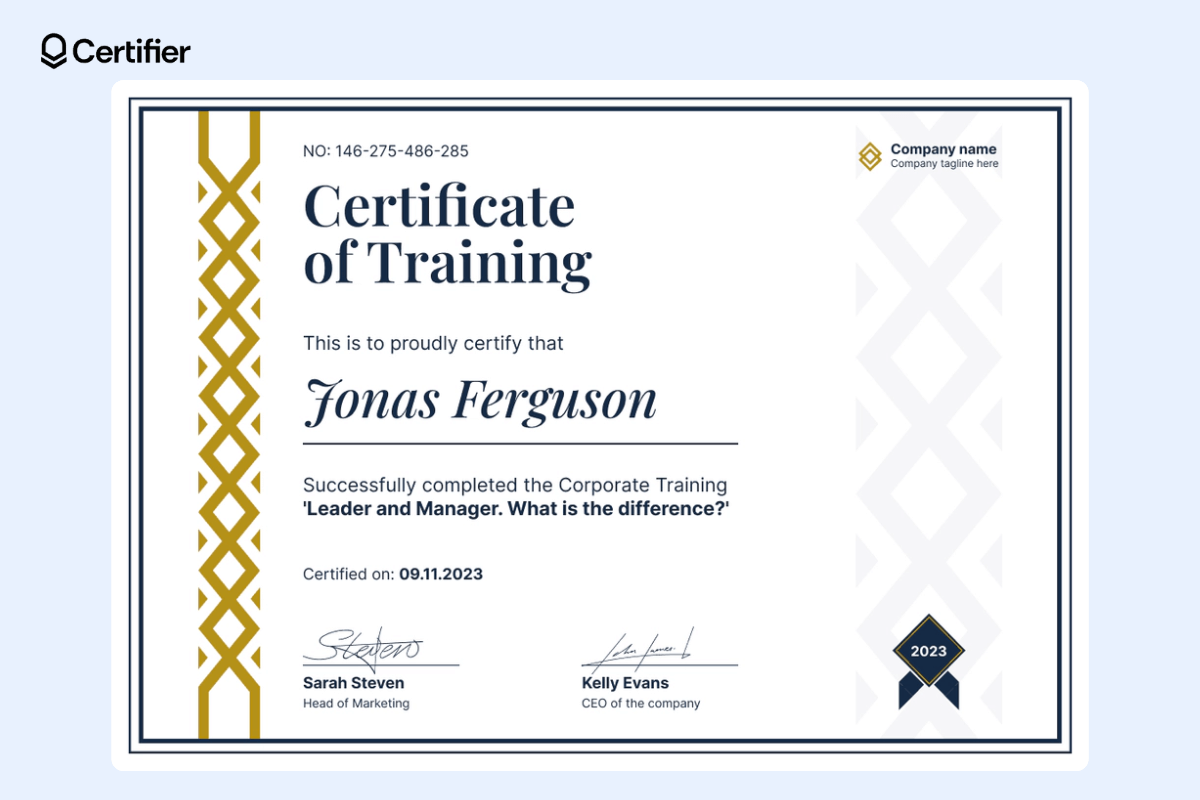 Certifier
NO: 146-275-486-285
Company name
Company tagline here
Certificate
of Training
This is to proudly certify that
Jonas Ferguson
Successfully completed the Corporate Training
'Leader and Manager. What is the difference?'
Certified on: 09.11.2023
Steven
John James
Sarah Steven
Head of Marketing
Kelly Evans
CEO of the company
2023